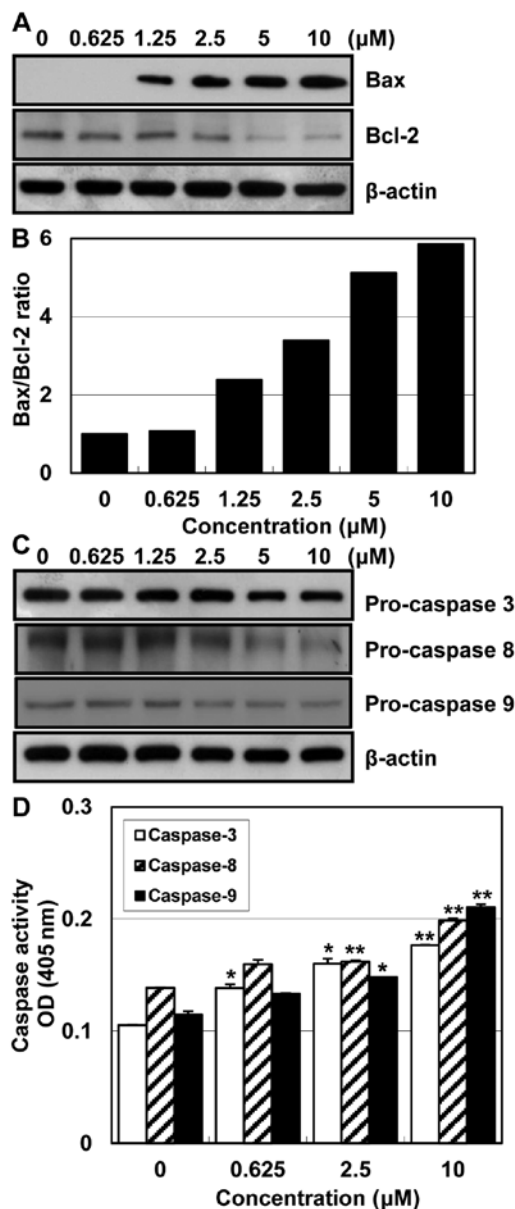 A
0 0.625 1.25 2.5 5 10 (μM)
Bax
Bcl-2
β-actin
B
6
4
2
0
Bax/Bcl-2 ratio
0 0.625 1.25 2.5 5 10
Concentration (μM)
C
0 0.625 1.25 2.5 5 10 (μM)
Pro-caspase 3
Pro-caspase 8
Pro-caspase 9
β-actin
D
0.3
0.2
0.1
0
Caspase activity
OD (405 nm)
Caspase-3
Caspase-8
Caspase-9
*
* ** *
** ** **
0 0.625 2.5 10
Concentration (μM)